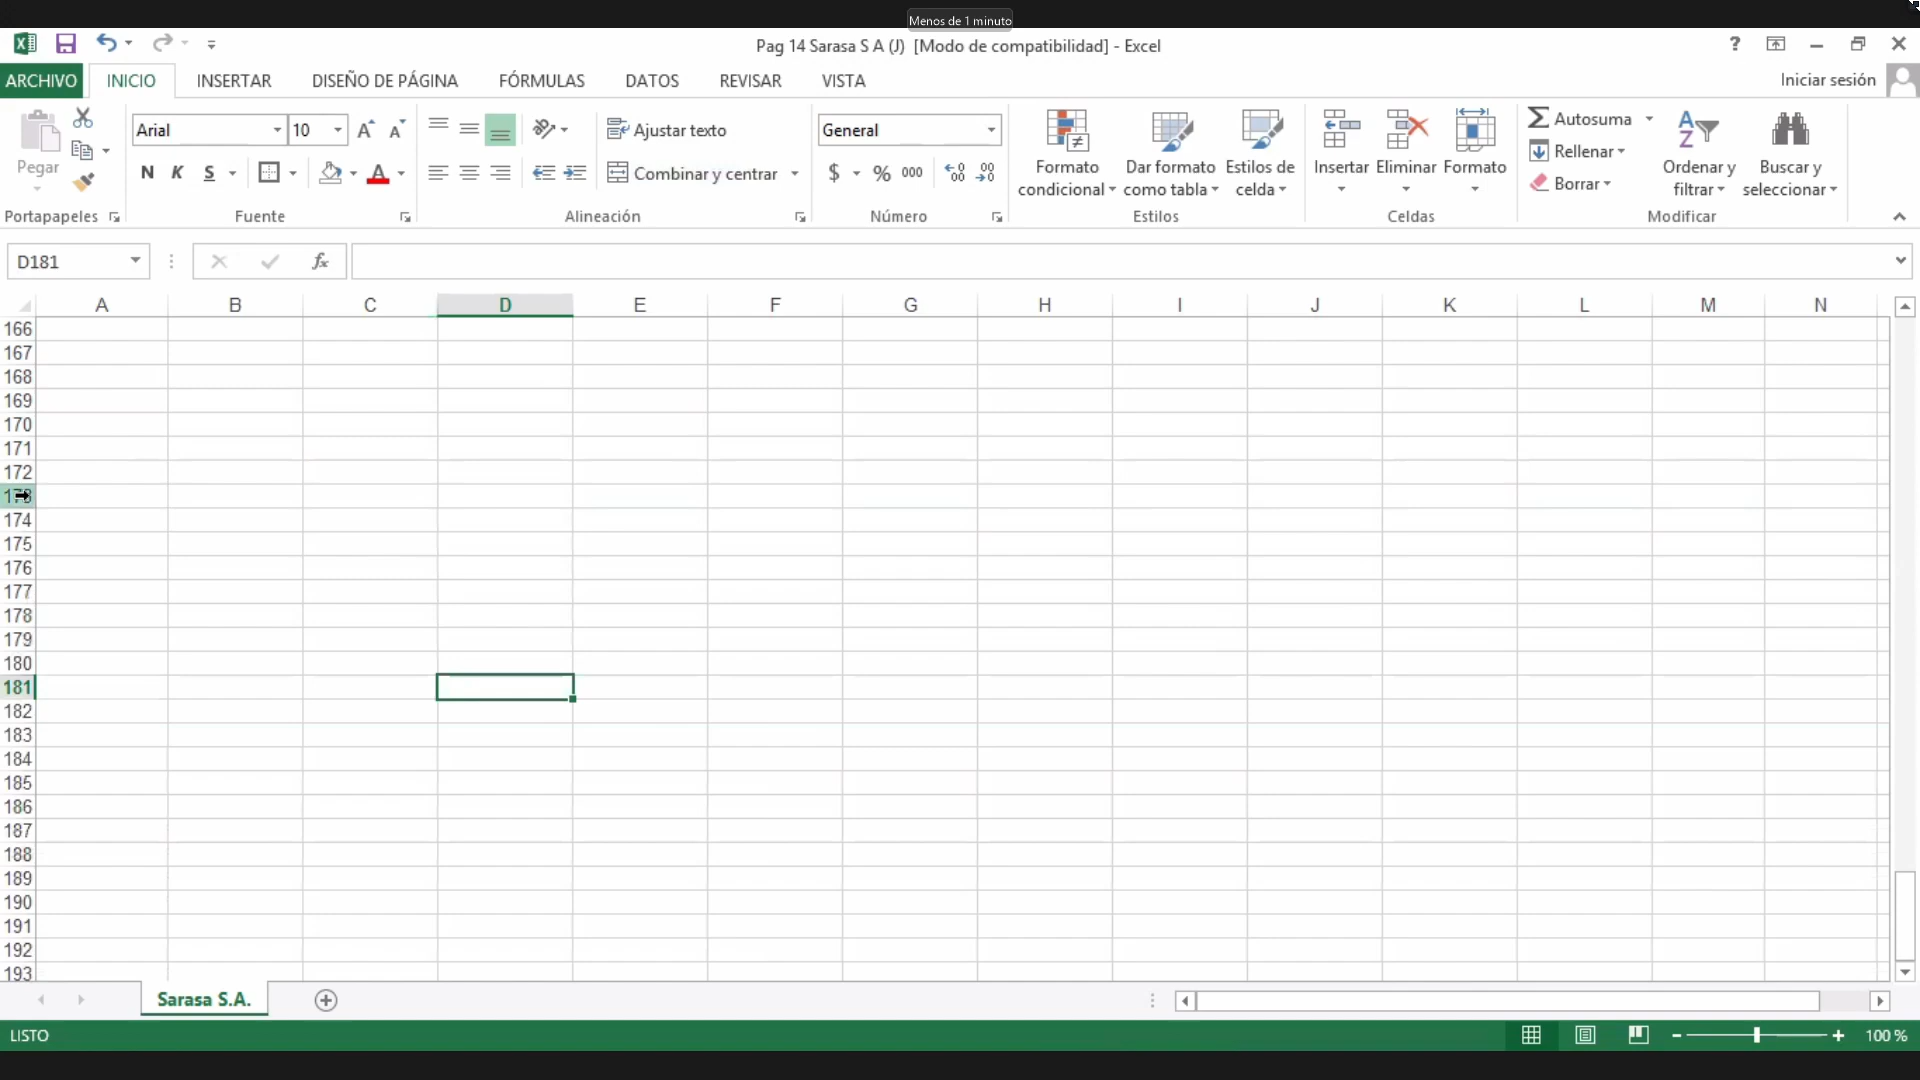 Menos de 1 minuto
Pag 14 Sarasa S A (J) [Modo de compatibilidad] - Excel
ARCHIVO INICIO INSERTAR DISEÑO DE PÁGINA FÓRMULAS DATOS REVISAR VISTA Iniciar sesión
Arial 10 Ajustar texto General Autosuma
Pegar N K S Combinar y centrar $ % 000 Formato condicional Dar formato como tabla Estilos de celda Insertar Eliminar Formato Rellenar Borrar Ordenar y filtrar Buscar y seleccionar
Portapapeles Fuente Alineación Número Estilos Celdas Modificar
D181 fx
A B C D E F G H I J K L M N
166
167
168
169
170
171
172
173
174
175
176
177
178
179
180
181
182
183
184
185
186
187
188
189
190
191
192
193
Sarasa S.A.
LISTO 100 %